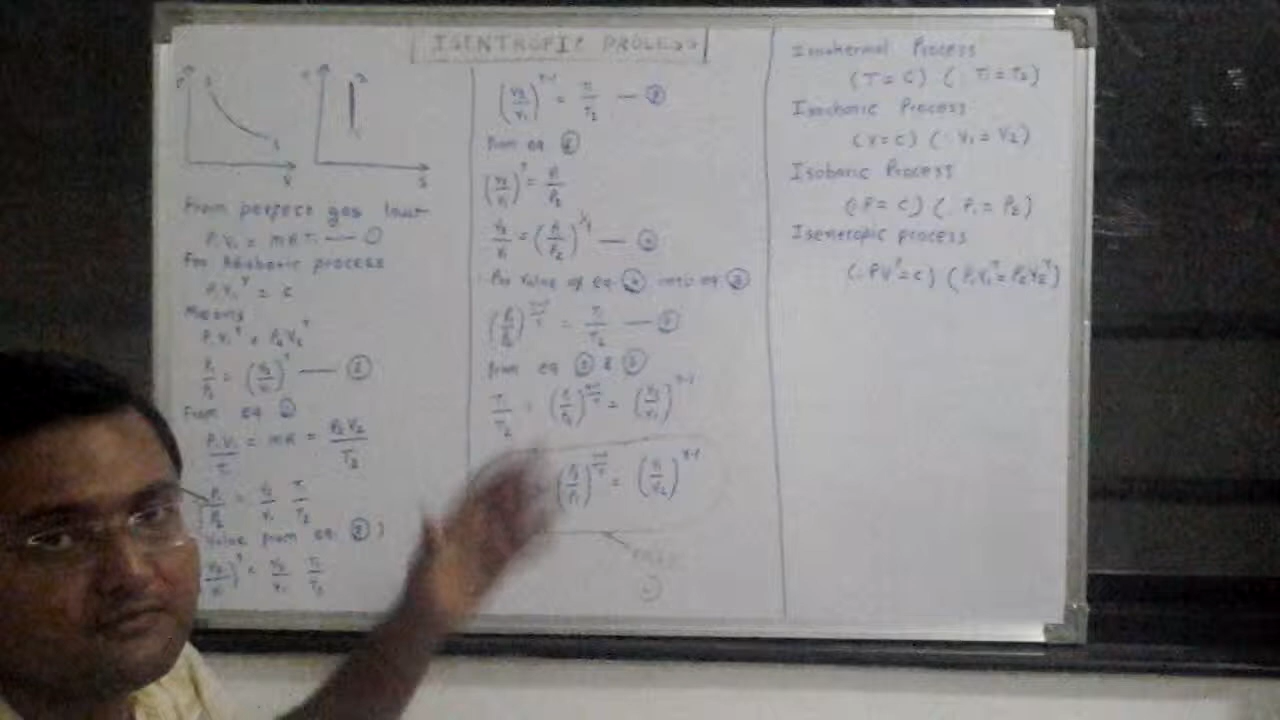 ISENTROPIC PROCESS
P
2
1
V
2
1
S
From perfect gas law
P₁V₁ = mRT₁ — ①
For Adiabatic process
P₁V₁^γ = C
Means
P₁V₁^γ = P₂V₂^γ
P₁/P₂ = (V₂/V₁)^γ — ②
From eq ①
P₁V₁/T₁ = mR = P₂V₂/T₂
P₁/P₂ = V₂/V₁ T₁/T₂
Value from eq ②
(V₂/V₁)^γ = V₂/V₁ T₁/T₂
(V₂/V₁)^γ-1 = T₁/T₂ — ③
From eq ②
(V₂/V₁)^γ = P₁/P₂
V₂/V₁ = (P₁/P₂)^1/γ — ④
Put value of eq ④ into eq ③
(P₁/P₂)^γ-1/γ = T₁/T₂ — ⑤
From eq ③ & ⑤
T₁/T₂ = (P₁/P₂)^γ-1/γ = (V₂/V₁)^γ-1
(P₂/P₁)^γ-1/γ = (V₁/V₂)^γ-1
Isothermal Process
(T = C) (∴ T₁ = T₂)
Isochoric Process
(V = C) (∴ V₁ = V₂)
Isobaric Process
(∴ P = C) (∴ P₁ = P₂)
Isentropic process
(∴ PV^γ = C) (P₁V₁^γ = P₂V₂^γ)